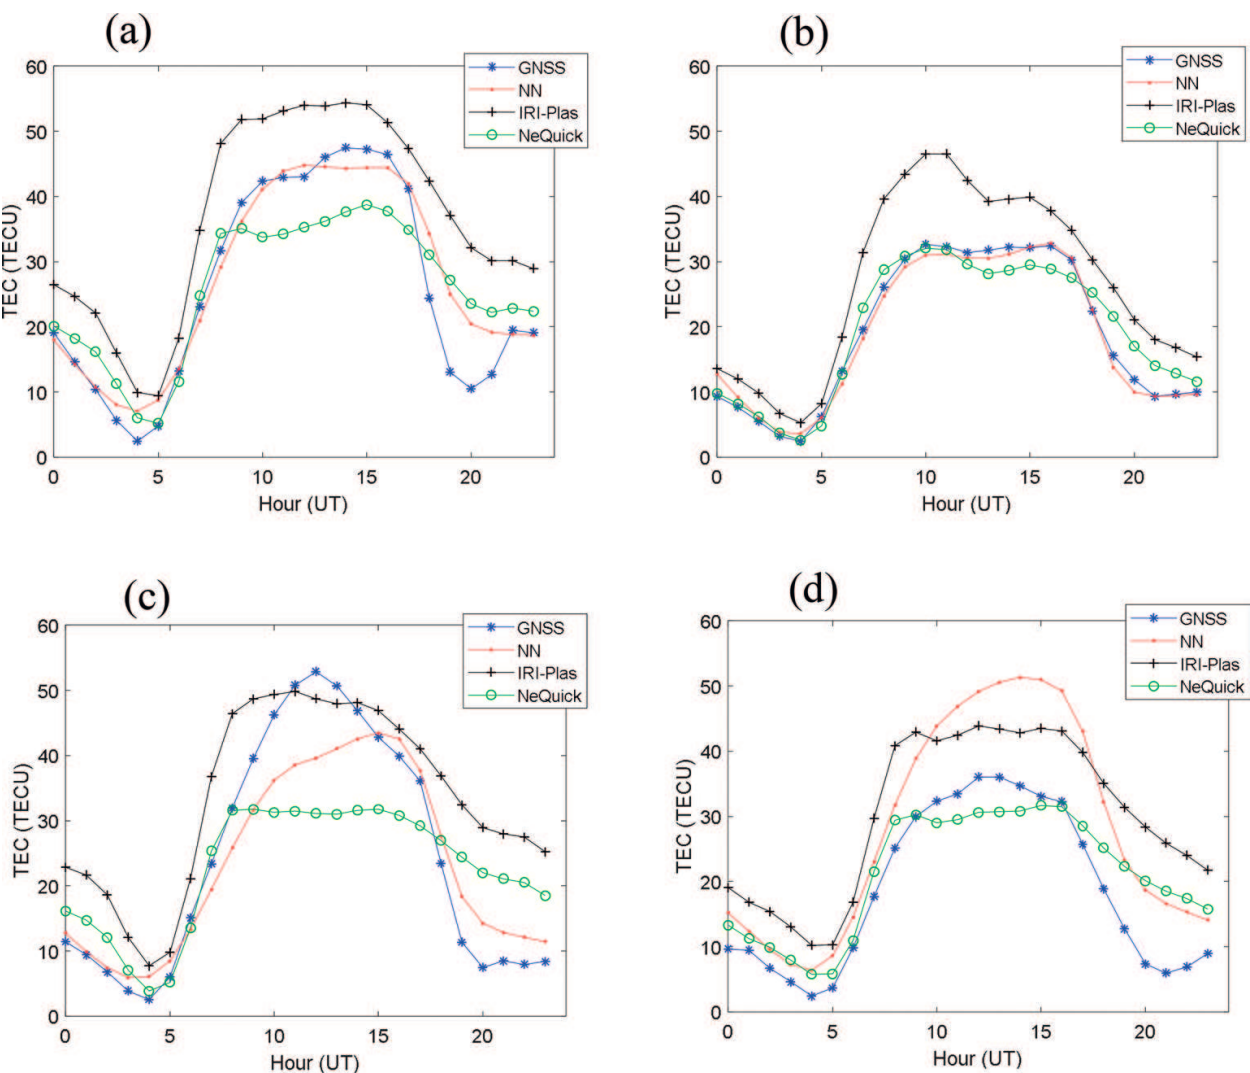 (a)
60
50
40
30
20
10
0
TEC (TECU)
0 5 10 15 20
Hour (UT)
GNSS
NN
IRI-Plas
NeQuick
(b)
60
50
40
30
20
10
0
TEC (TECU)
0 5 10 15 20
Hour (UT)
GNSS
NN
IRI-Plas
NeQuick
(c)
60
50
40
30
20
10
0
TEC (TECU)
0 5 10 15 20
Hour (UT)
GNSS
NN
IRI-Plas
NeQuick
(d)
60
50
40
30
20
10
0
TEC (TECU)
0 5 10 15 20
Hour (UT)
GNSS
NN
IRI-Plas
NeQuick